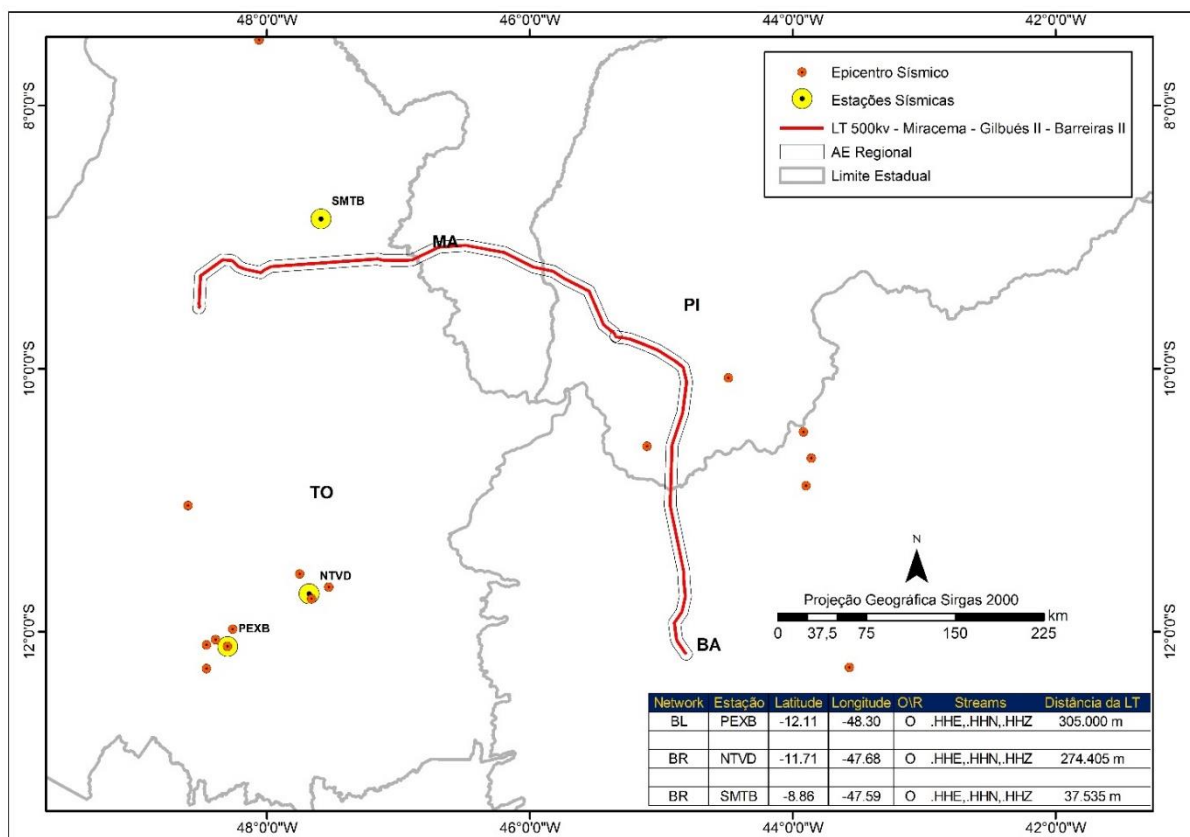 48°0'0"W 46°0'0"W 44°0'0"W 42°0'0"W
Epicentro Sísmico
Estações Sísmicas
LT 500kv - Miracema - Gilbués II - Barreiras II
AE Regional
Limite Estadual
8°0'0"S 8°0'0"S
SMTB
MA
PI
10°0'0"S 10°0'0"S
TO
NTVD
N
Projeção Geográfica Sirgas 2000
km
0 37,5 75 150 225
PEXB
12°0'0"S 12°0'0"S
BA
Network Estação Latitude Longitude O\R Streams Distância da LT
BL PEXB -12.11 -48.30 O .HHE,.HHN,.HHZ 305.000 m
BR NTVD -11.71 -47.68 O .HHE,.HHN,.HHZ 274.405 m
BR SMTB -8.86 -47.59 O .HHE,.HHN,.HHZ 37.535 m
48°0'0"W 46°0'0"W 44°0'0"W 42°0'0"W